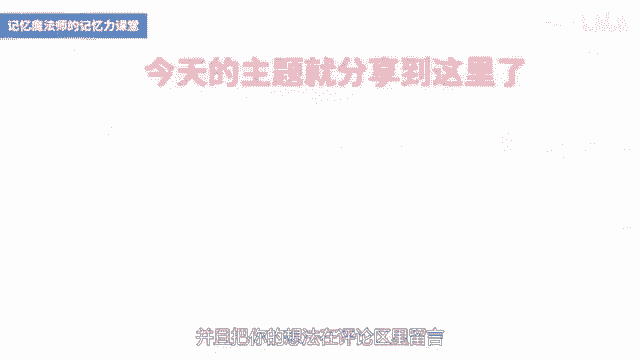 记忆魔法师的记忆力课堂
今天的主题就分享到这里了
并且把你的想法在评论区里留言